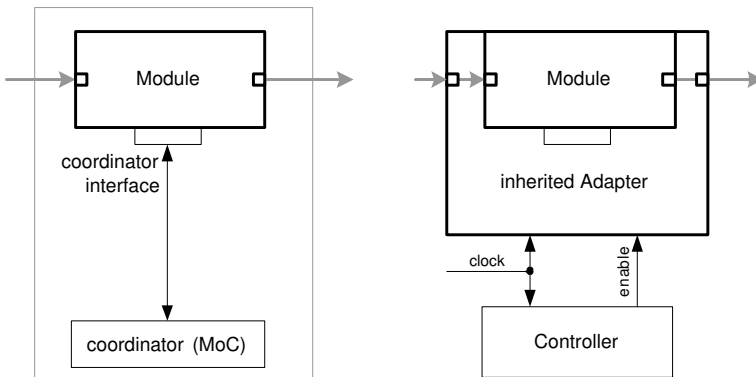 Module
coordinator
interface
coordinator (MoC)
Module
inherited Adapter
clock
enable
Controller